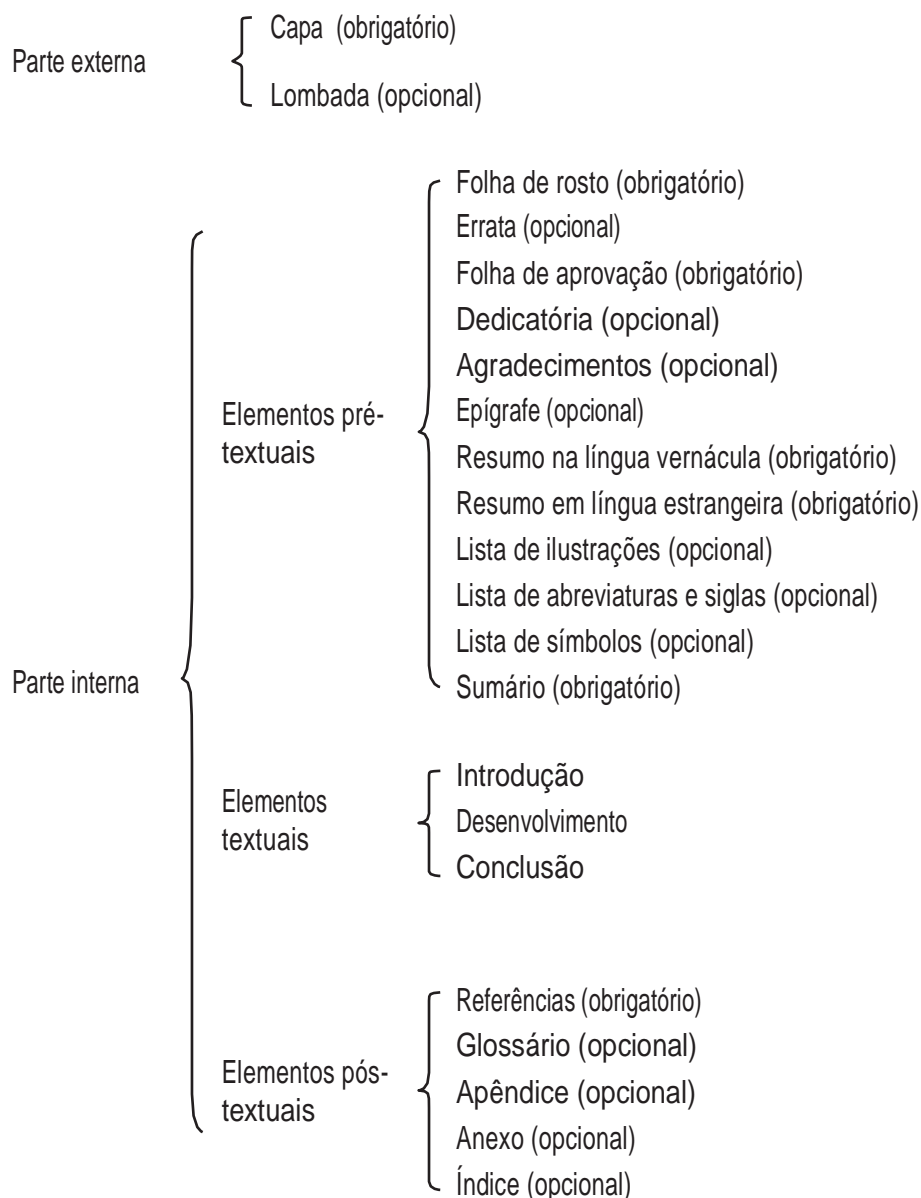 Parte externa
Capa (obrigatório)
Lombada (opcional)
Parte interna
Elementos pré-
textuais
Folha de rosto (obrigatório)
Errata (opcional)
Folha de aprovação (obrigatório)
Dedicatória (opcional)
Agradecimentos (opcional)
Epígrafe (opcional)
Resumo na língua vernácula (obrigatório)
Resumo em língua estrangeira (obrigatório)
Lista de ilustrações (opcional)
Lista de abreviaturas e siglas (opcional)
Lista de símbolos (opcional)
Sumário (obrigatório)
Elementos
textuais
Introdução
Desenvolvimento
Conclusão
Elementos pós-
textuais
Referências (obrigatório)
Glossário (opcional)
Apêndice (opcional)
Anexo (opcional)
Índice (opcional)